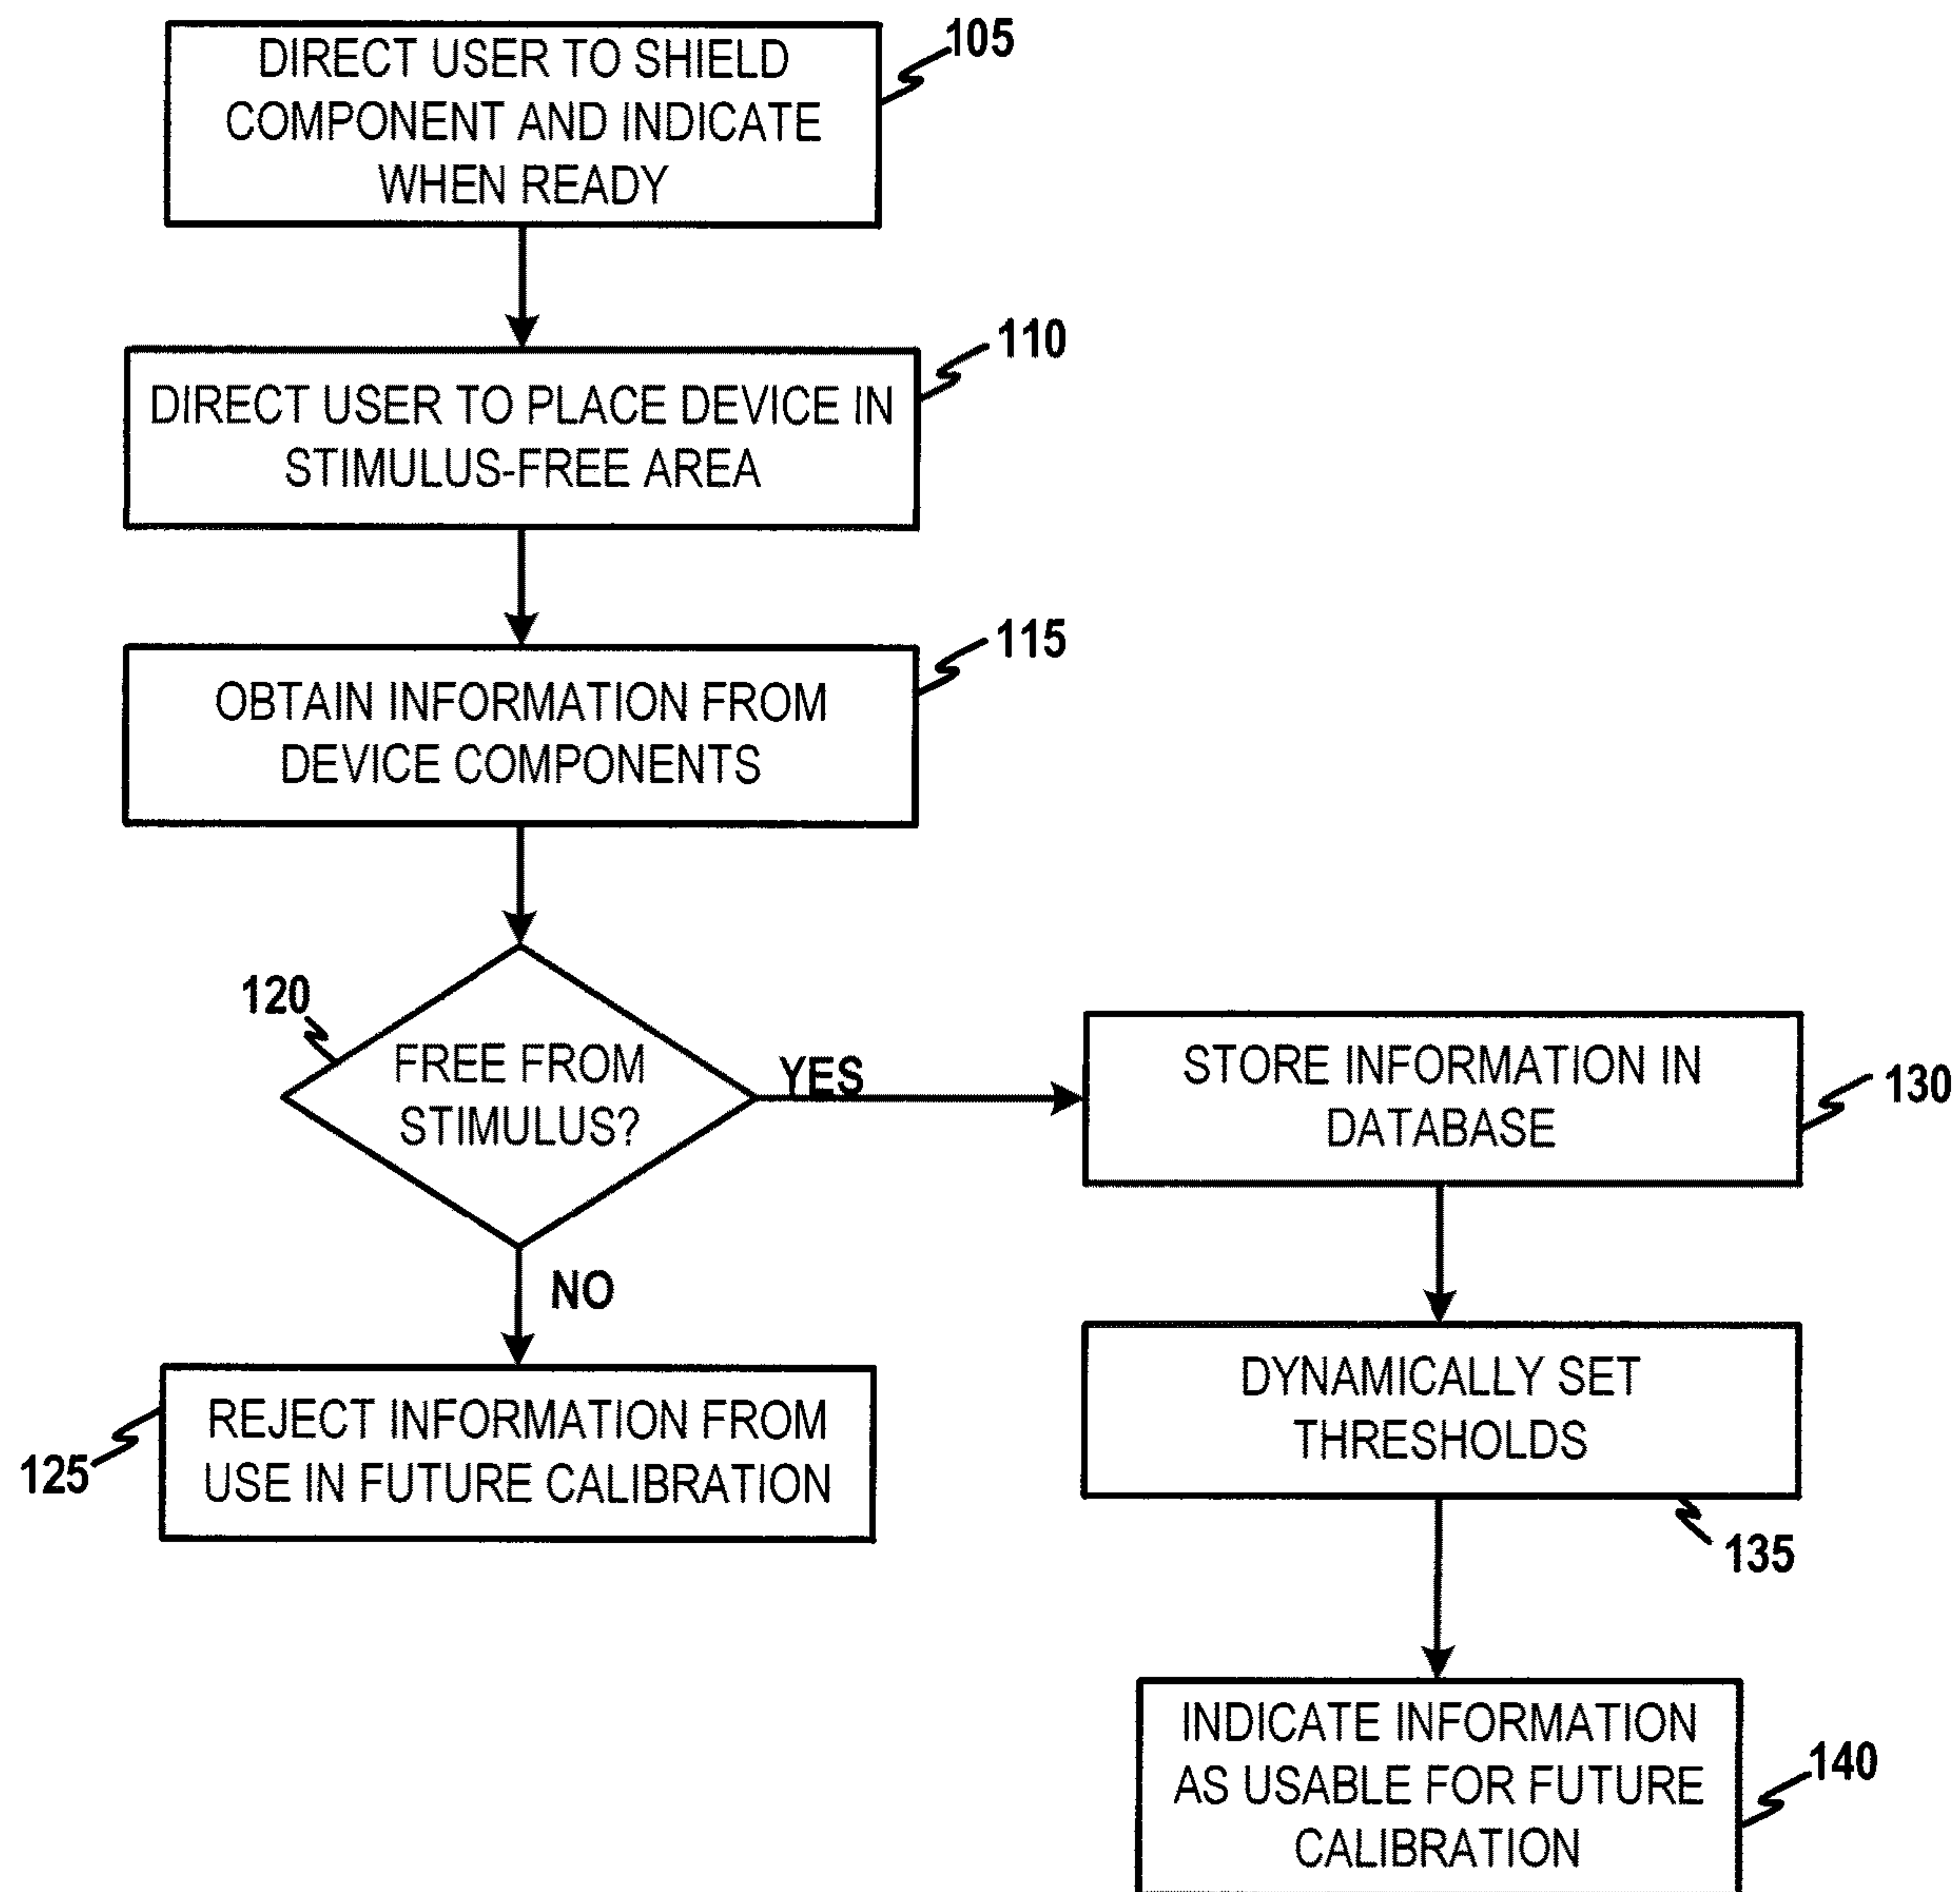 DIRECT USER TO SHIELD
COMPONENT AND INDICATE
WHEN READY
105
DIRECT USER TO PLACE DEVICE IN
STIMULUS-FREE AREA
110
OBTAIN INFORMATION FROM
DEVICE COMPONENTS
115
120
FREE FROM
STIMULUS?
YES
NO
REJECT INFORMATION FROM
USE IN FUTURE CALIBRATION
125
STORE INFORMATION IN
DATABASE
130
DYNAMICALLY SET
THRESHOLDS
135
INDICATE INFORMATION
AS USABLE FOR FUTURE
CALIBRATION
140